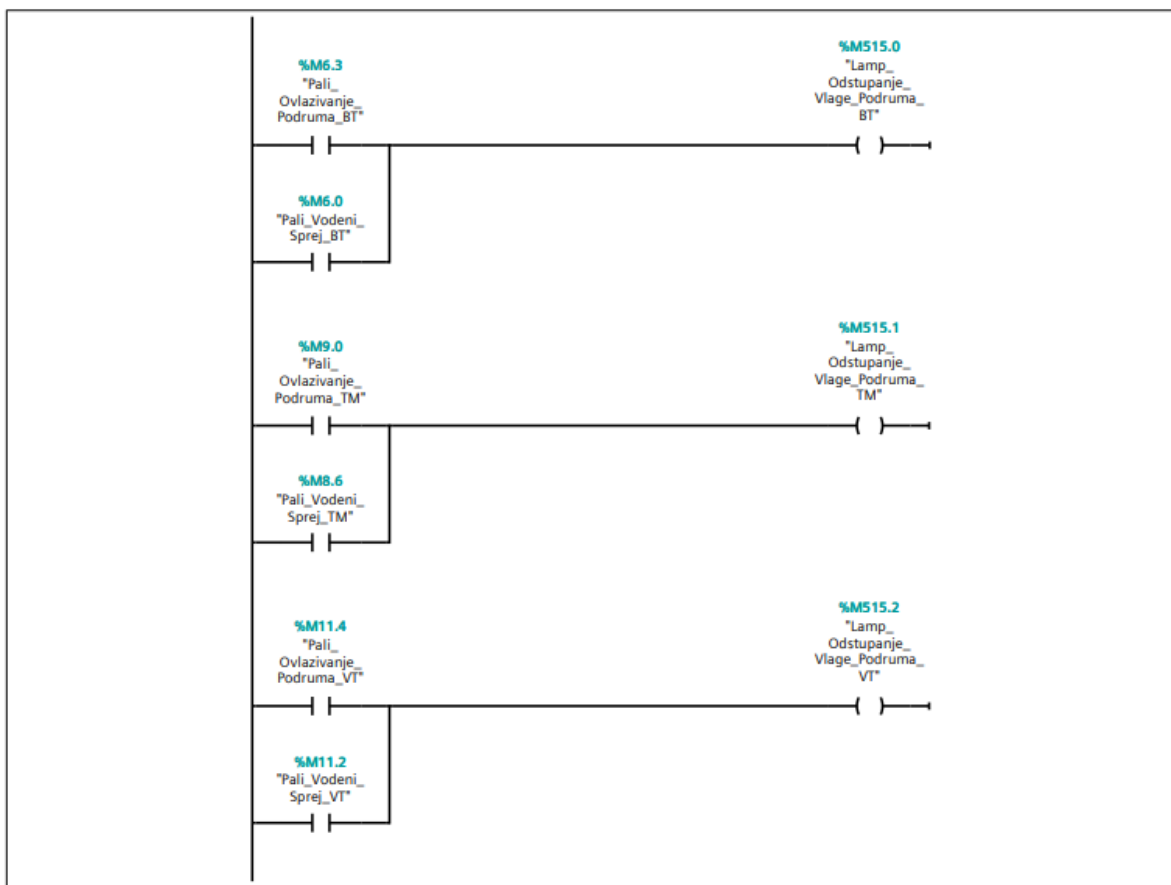 %M6.3
"Pali_
Ovlazivanje_
Podruma_BT"
%M515.0
"Lamp_
Odstupanje_
Vlage_Podruma_
BT"
%M6.0
"Pali_Vodeni_
Sprej_BT"
%M9.0
"Pali_
Ovlazivanje_
Podruma_TM"
%M515.1
"Lamp_
Odstupanje_
Vlage_Podruma_
TM"
%M8.6
"Pali_Vodeni_
Sprej_TM"
%M11.4
"Pali_
Ovlazivanje_
Podruma_VT"
%M515.2
"Lamp_
Odstupanje_
Vlage_Podruma_
VT"
%M11.2
"Pali_Vodeni_
Sprej_VT"